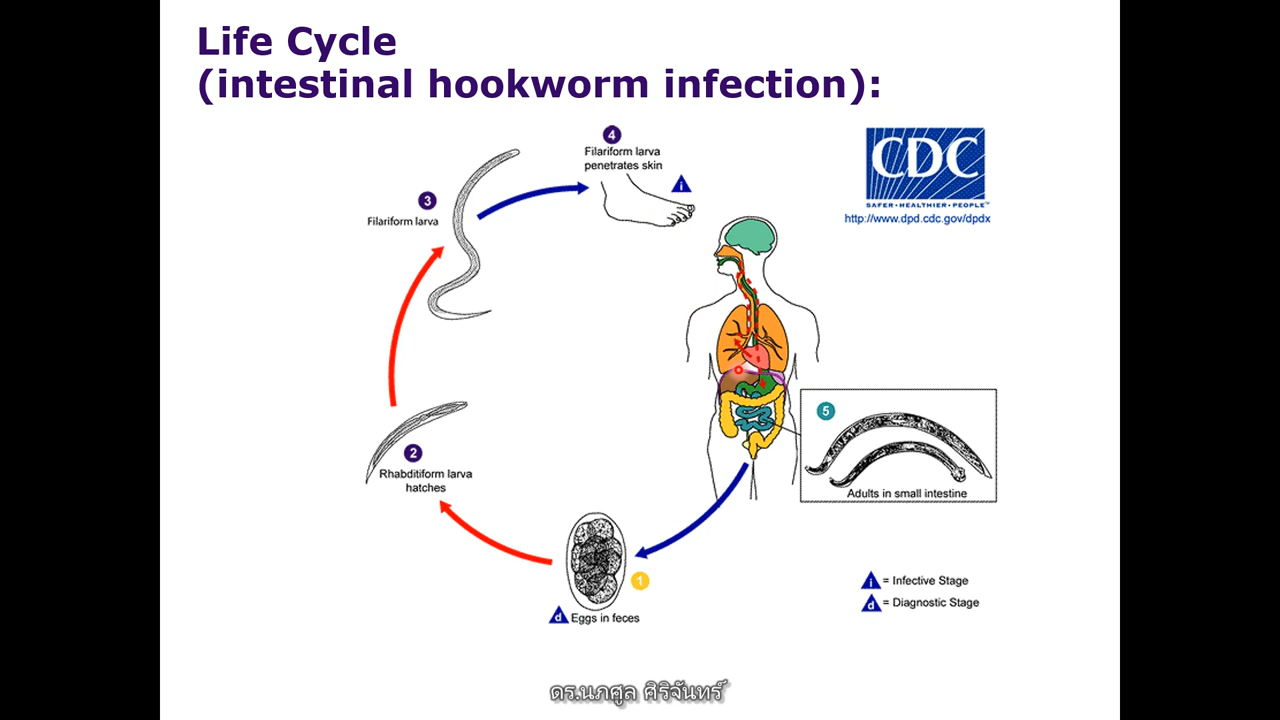 Life Cycle
(intestinal hookworm infection):
4
Filariform larva
penetrates skin
i
CDC
SAFER•HEALTHIER•PEOPLE™
http://www.dpd.cdc.gov/dpdx
3
Filariform larva
5
Adults in small intestine
2
Rhabditiform larva
hatches
1
d Eggs in feces
i = Infective Stage
d = Diagnostic Stage
ดร.นภศูล ศิริจันทร์